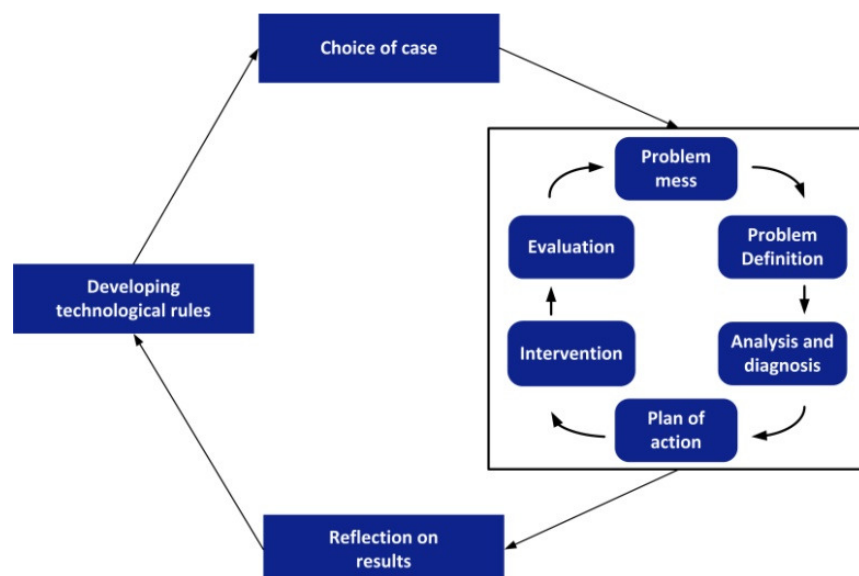 Choice of case
Problem
mess
Evaluation
Problem
Definition
Developing
technological rules
Intervention
Analysis and
diagnosis
Plan of
action
Reflection on
results